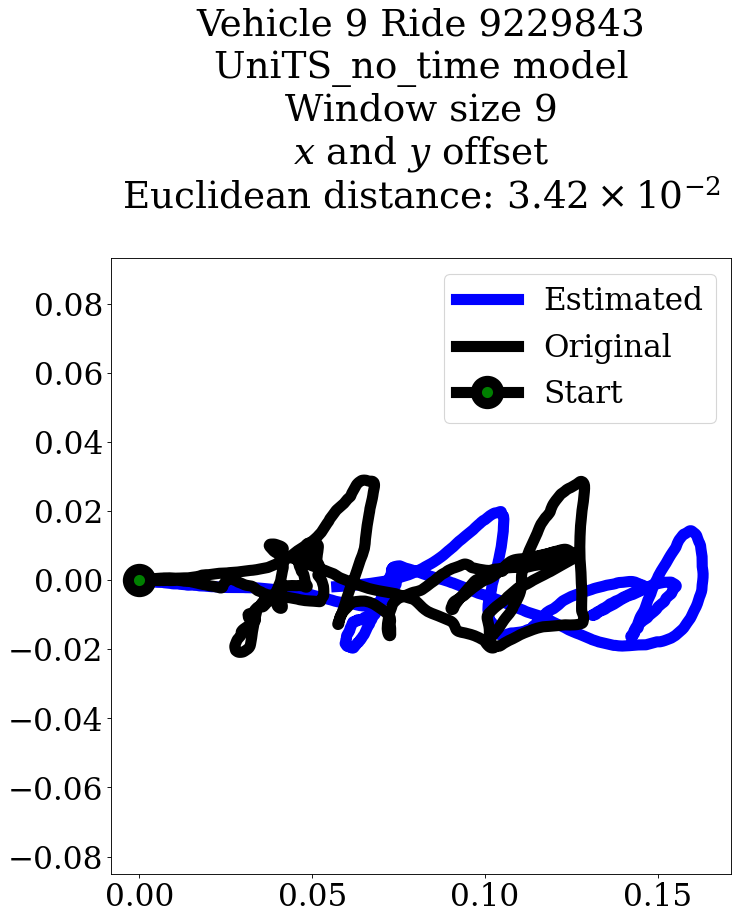 Vehicle 9 Ride 9229843
UniTS_no_time model
Window size 9
x and y offset
Euclidean distance: 3.42 × 10⁻²
Estimated
Original
Start
0.08
0.06
0.04
0.02
0.00
−0.02
−0.04
−0.06
−0.08
0.00 0.05 0.10 0.15